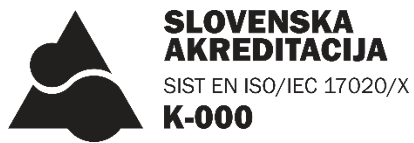 SLOVENSKA
AKREDITACIJA
SIST EN ISO/IEC 17020/X
K-000